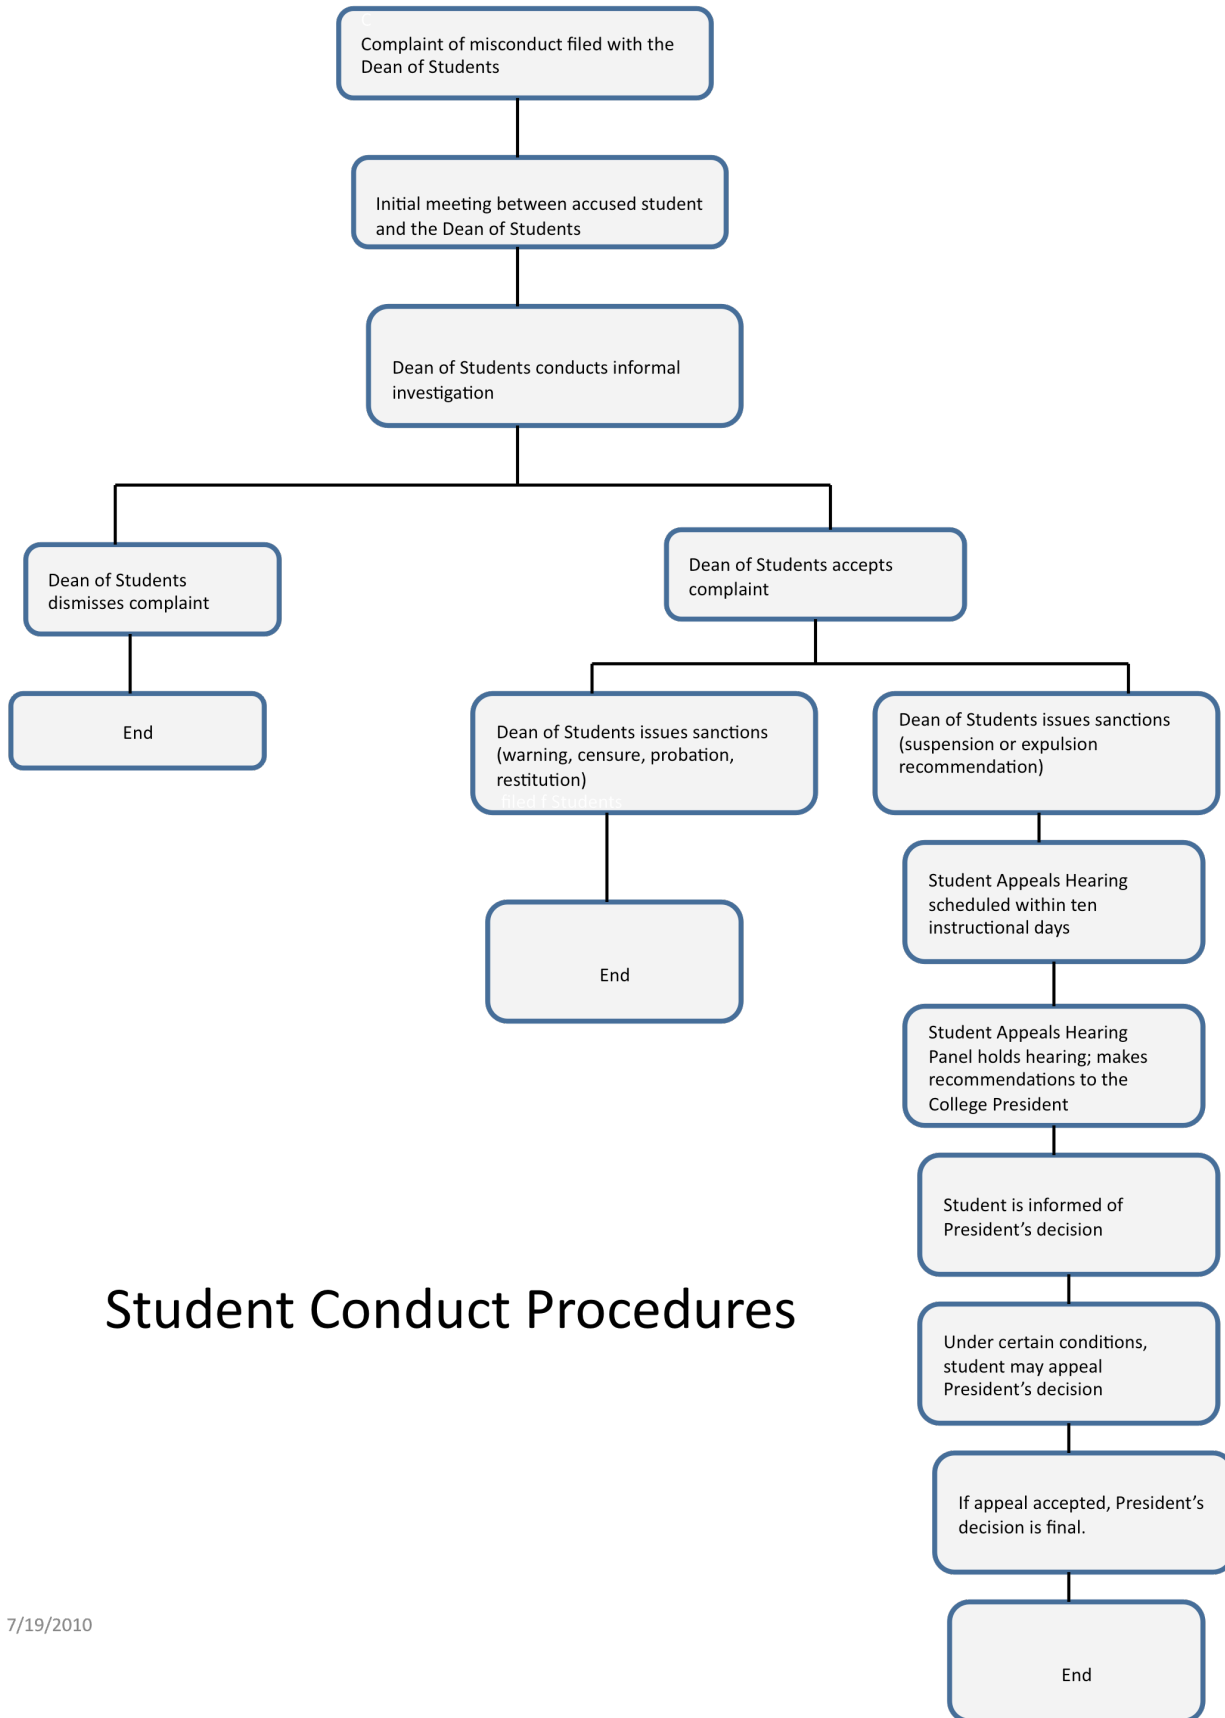 C
Complaint of misconduct filed with the
Dean of Students
Initial meeting between accused student
and the Dean of Students
Dean of Students conducts informal
investigation
Dean of Students
dismisses complaint
End
Dean of Students accepts
complaint
Dean of Students issues sanctions
(warning, censure, probation,
restitution)
filed f Students
End
Dean of Students issues sanctions
(suspension or expulsion
recommendation)
Student Appeals Hearing
scheduled within ten
instructional days
Student Appeals Hearing
Panel holds hearing; makes
recommendations to the
College President
Student is informed of
President’s decision
Under certain conditions,
student may appeal
President’s decision
If appeal accepted, President’s
decision is final.
End
Student Conduct Procedures
7/19/2010